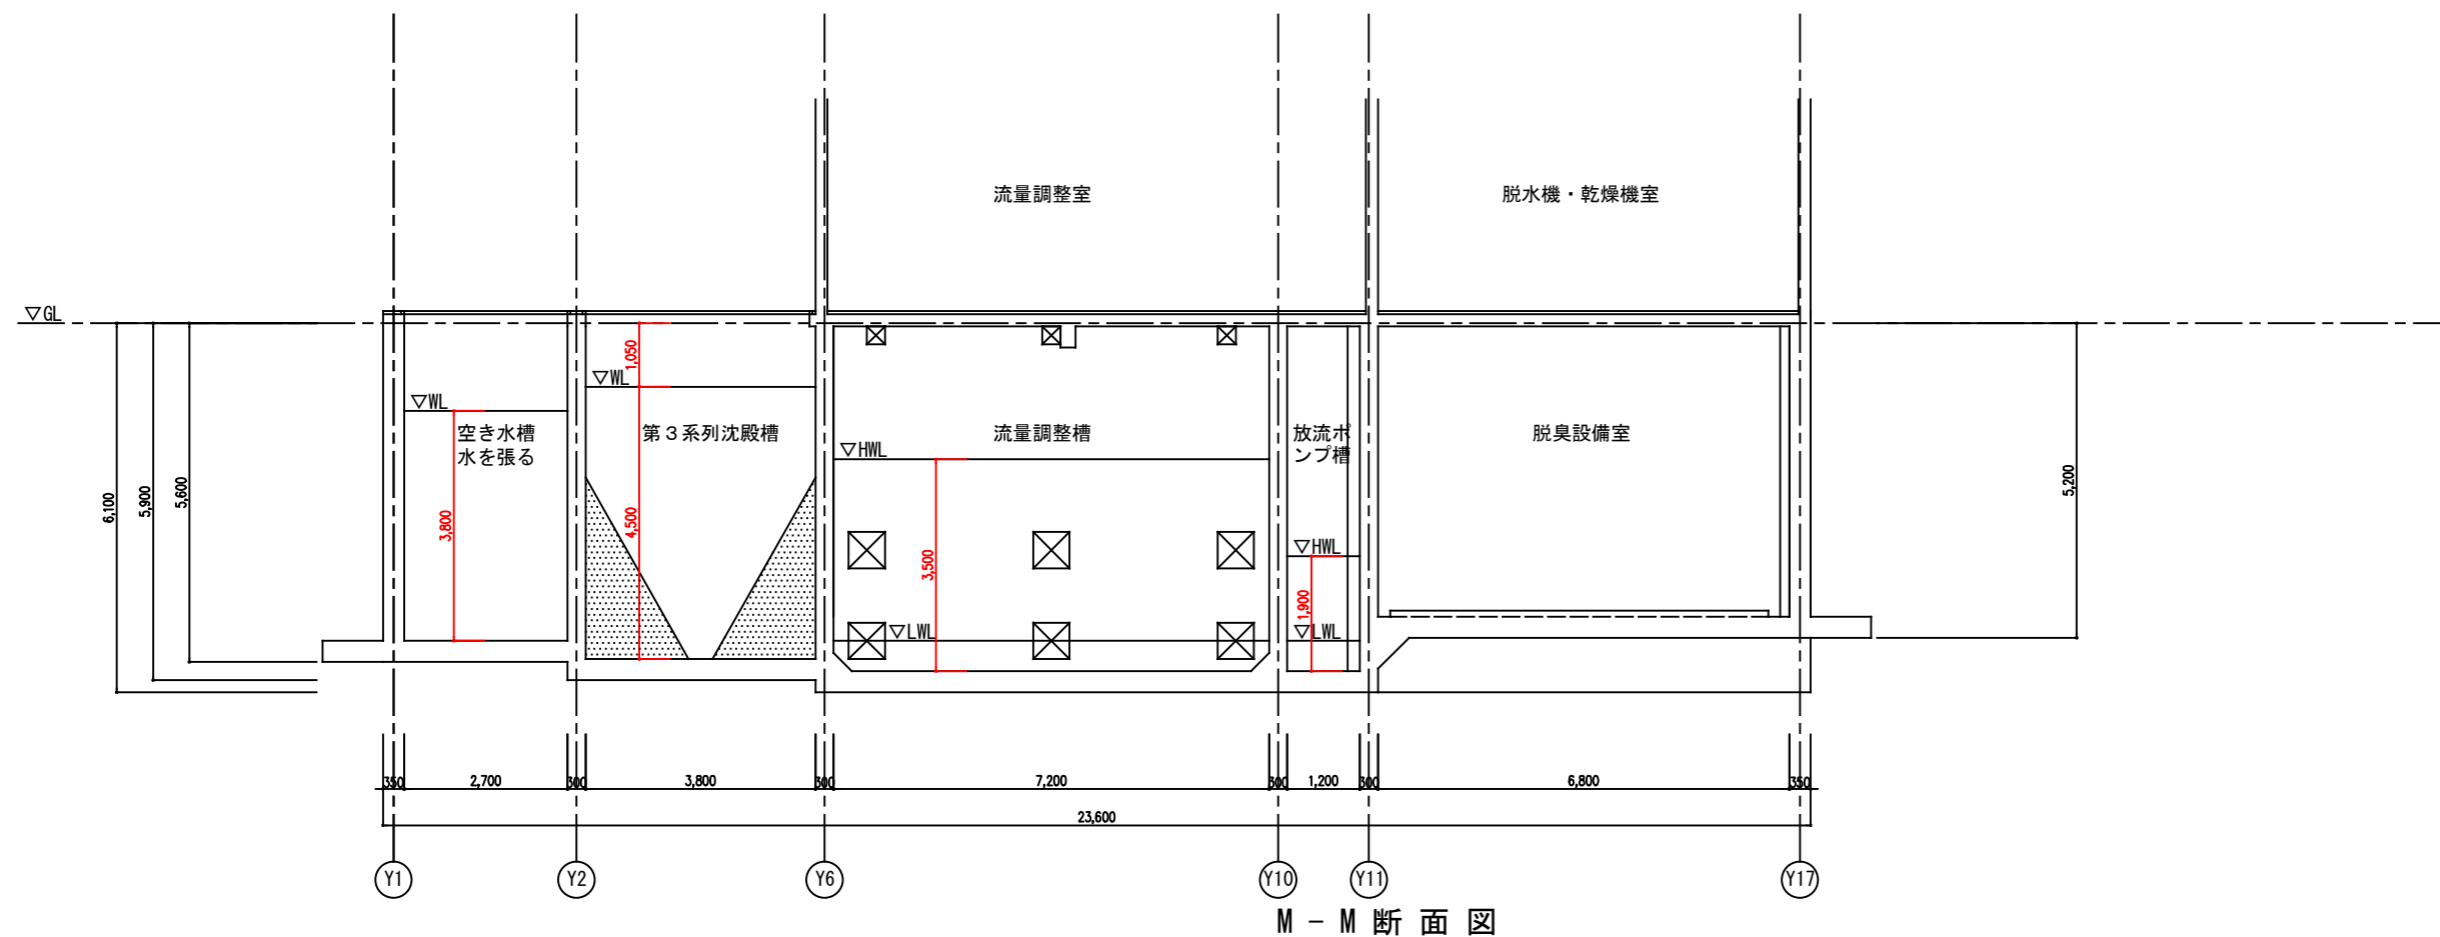 流量調整室
脱水機・乾燥機室
▽GL
1,050
▽WL
▽WL
空き水槽
水を張る
第3系列沈殿槽
流量調整槽
放流ポ
ンプ槽
脱臭設備室
▽HWL
6,100
5,900
5,600
3,800
4,500
3,500
▽HWL
1,900
5,200
▽LWL
▽LWL
350
2,700
300
3,800
300
7,200
300
1,200
300
6,800
350
23,600
Y1
Y2
Y6
Y10
Y11
Y17
M-M断面図